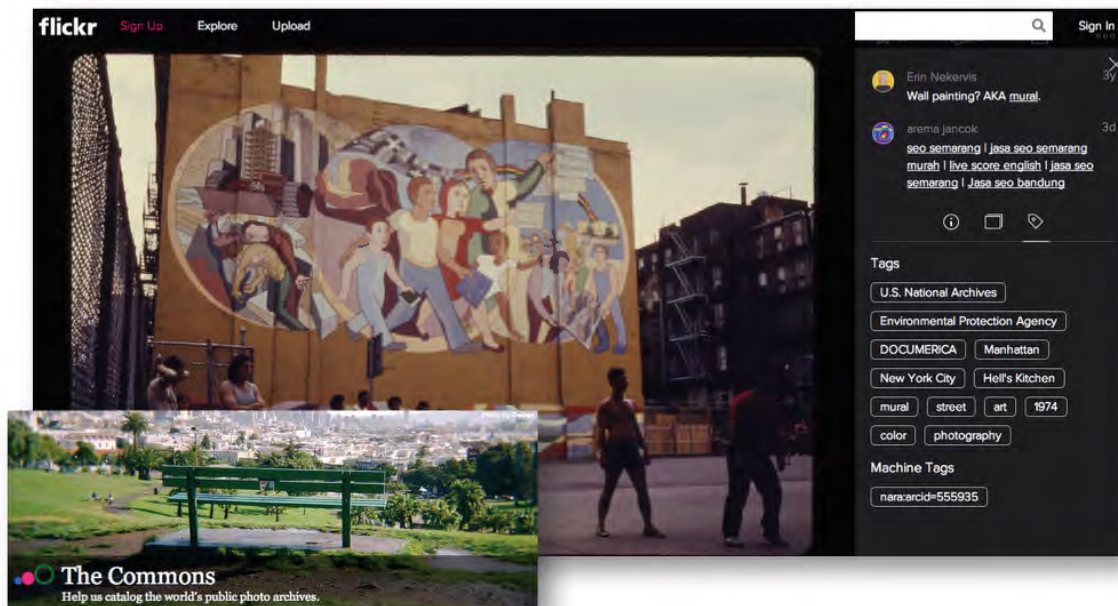 flickr Sign Up Explore Upload Sign In
Erin Nekervis 3y
Wall painting? AKA mural.
arema jancok 3d
seo semarang | jasa seo semarang
murah | live score english | jasa seo
semarang | Jasa seo bandung
Tags
U.S. National Archives
Environmental Protection Agency
DOCUMERICA Manhattan
New York City Hell's Kitchen
mural street art 1974
color photography
Machine Tags
nara:arcid=555935
The Commons
Help us catalog the world's public photo archives.